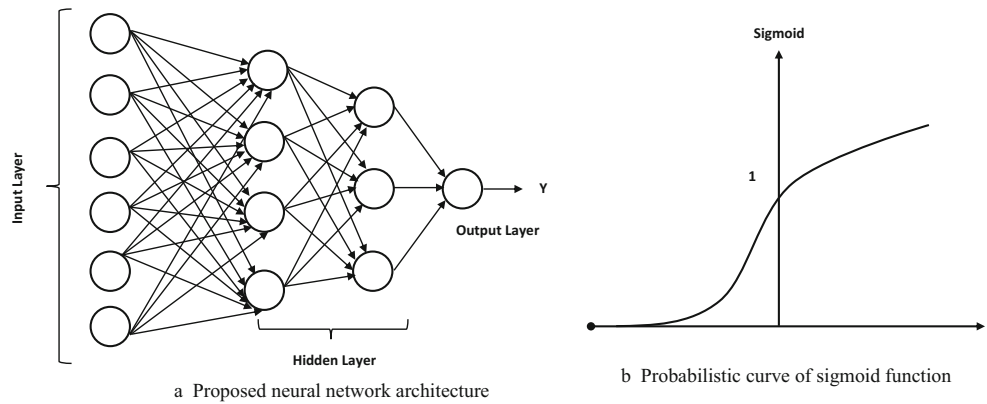 Input Layer
Y
Output Layer
Hidden Layer
a Proposed neural network architecture
Sigmoid
1
b Probabilistic curve of sigmoid function